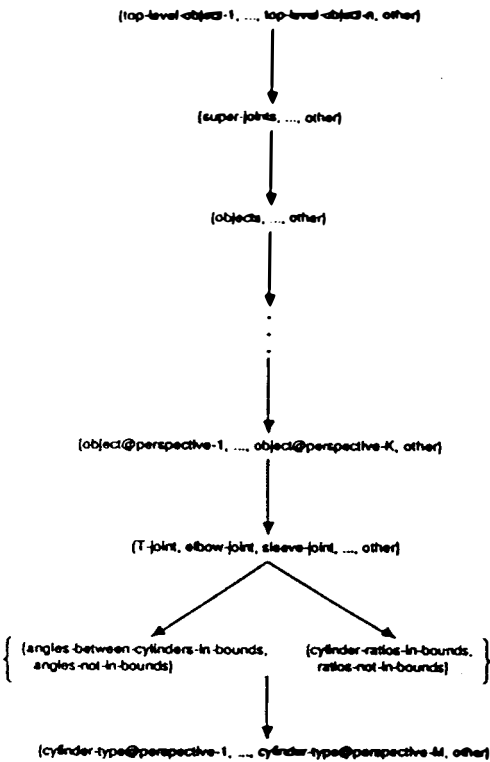 {top-level-object-1, ..., top-level-object-n, other}
{super-joints, ..., other}
{objects, ..., other}
.
.
.
{object@perspective-1, ..., object@perspective-K, other}
{T-joint, elbow-joint, sleeve-joint, ..., other}
{angles-between-cylinders-in-bounds,
angles-not-in-bounds}
{cylinder-ratios-in-bounds,
ratios-not-in-bounds}
{cylinder-type@perspective-1, ..., cylinder-type@perspective-M, other}